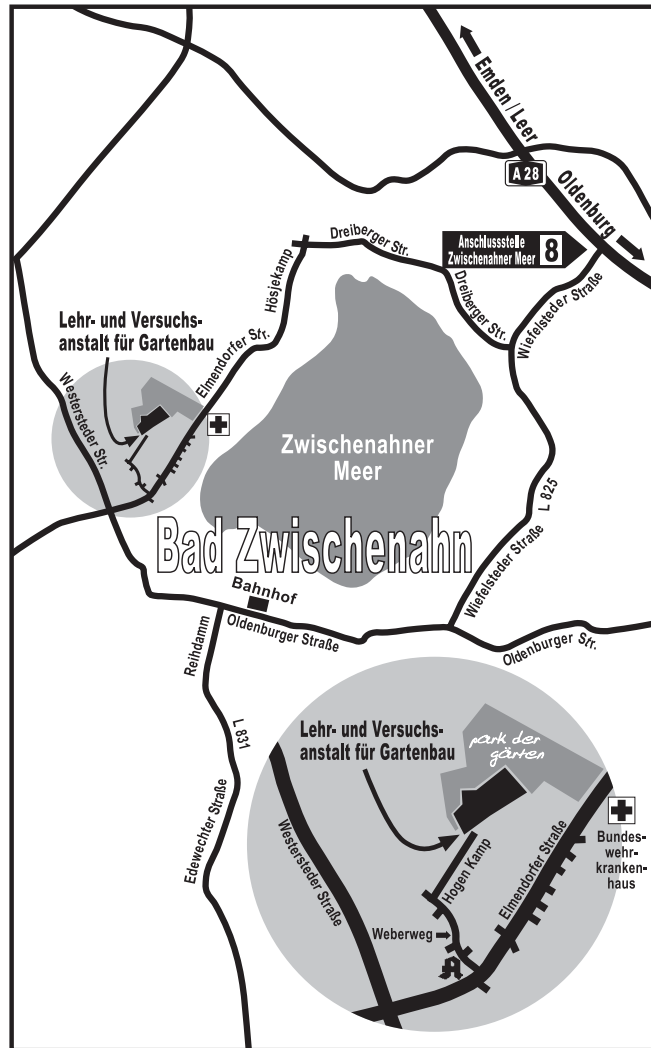 Emden / Leer
A 28
Oldenburg
Anschlussstelle
Zwischenahner Meer
8
Dreiberger Str.
Dreiberger Str.
Wiefelsteder Straße
Hösjekamp
Lehr- und Versuchs-
anstalt für Gartenbau
Elmendorfer Str.
Westersteder Str.
Zwischenahner
Meer
L 825
Bad Zwischenahn
Wiefelsteder Straße
Bahnhof
Oldenburger Straße
Oldenburger Str.
Reihdamm
L 831
Edewechter Straße
Lehr- und Versuchs-
anstalt für Gartenbau
park der
gärten
Westersteder Straße
Hogen Kamp
Elmendorfer Straße
Bundes-
wehr-
kranken-
haus
Weberweg